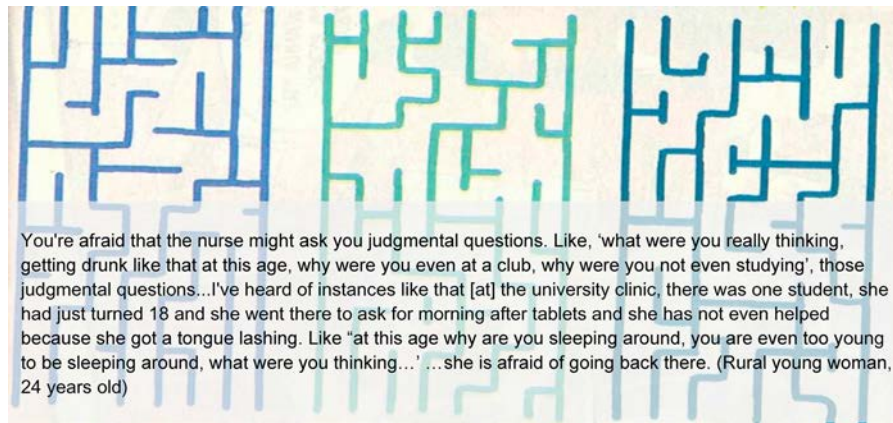 You're afraid that the nurse might ask you judgmental questions. Like, ‘what were you really thinking,
getting drunk like that at this age, why were you even at a club, why were you not even studying’, those
judgmental questions...I've heard of instances like that [at] the university clinic, there was one student, she
had just turned 18 and she went there to ask for morning after tablets and she has not even helped
because she got a tongue lashing. Like “at this age why are you sleeping around, you are even too young
to be sleeping around, what were you thinking…’ …she is afraid of going back there. (Rural young woman,
24 years old)